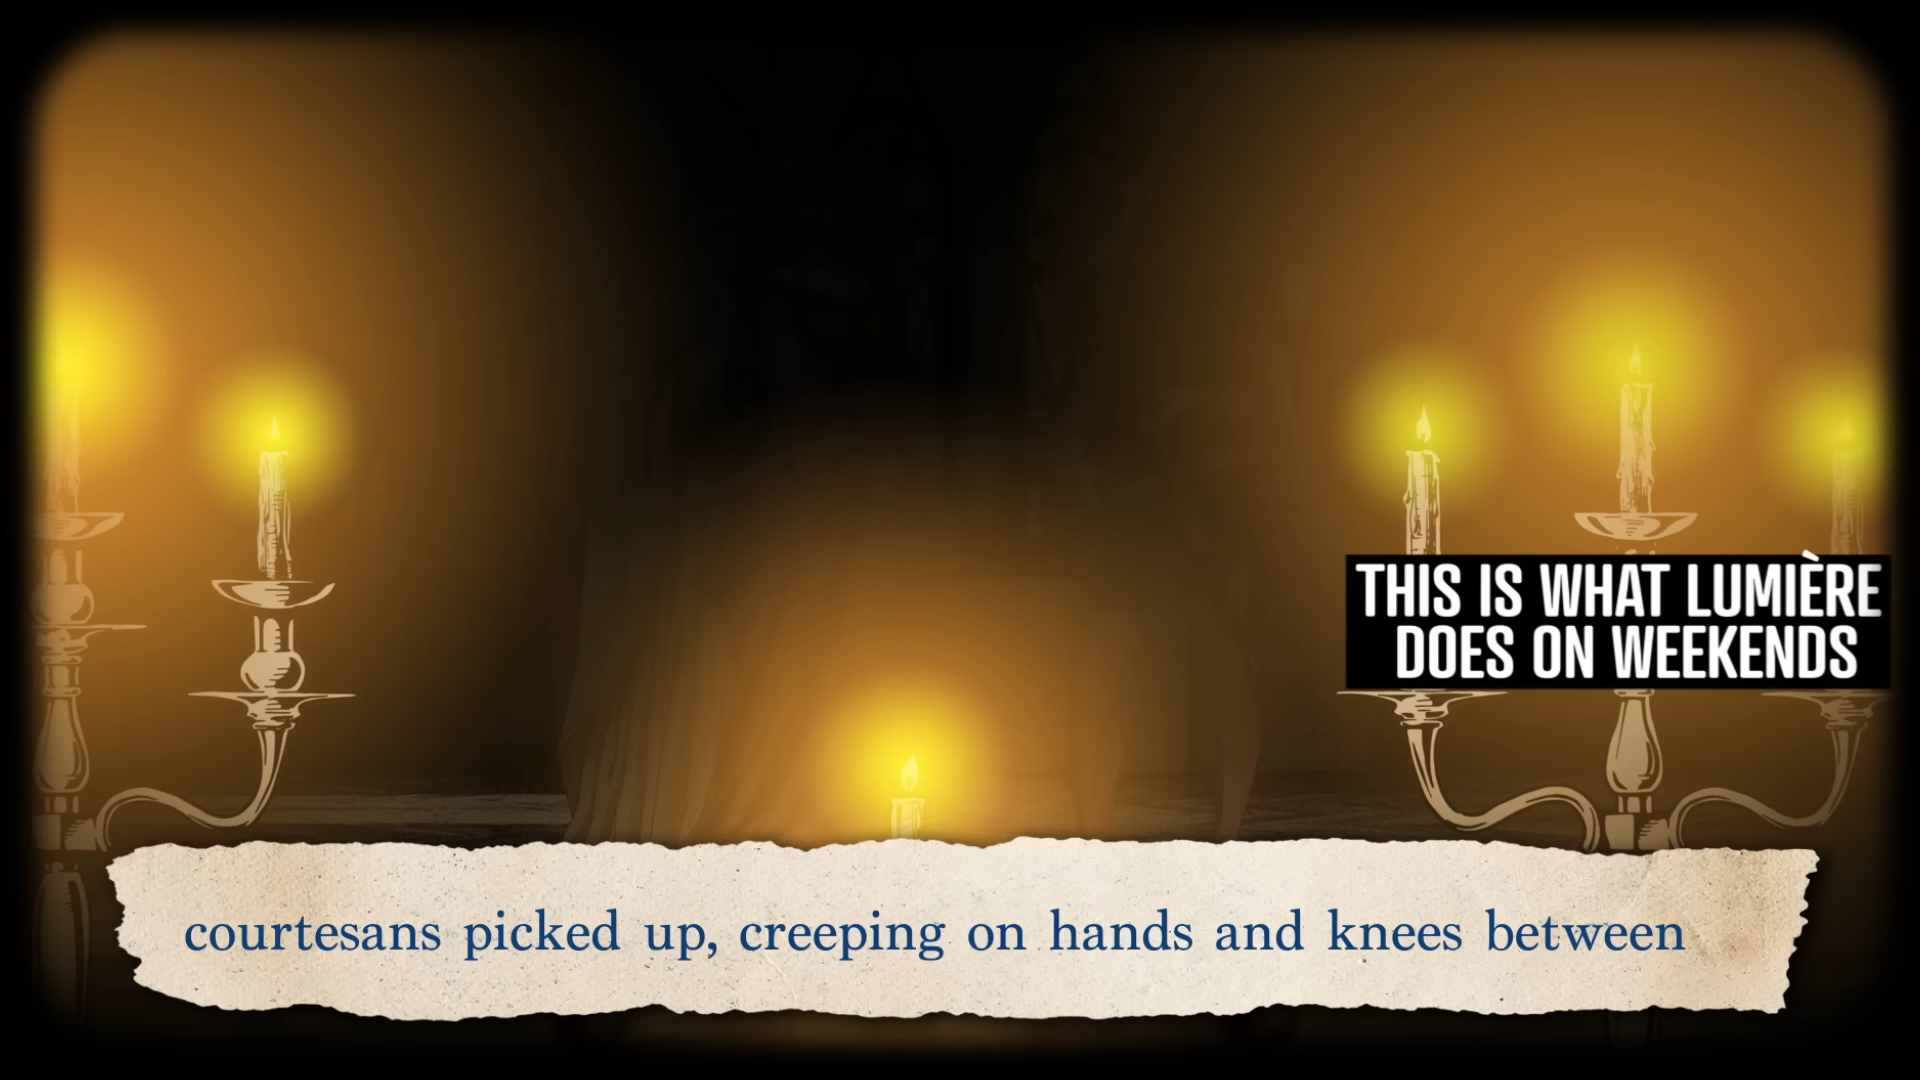 THIS IS WHAT LUMIÈRE
DOES ON WEEKENDS
courtesans picked up, creeping on hands and knees between